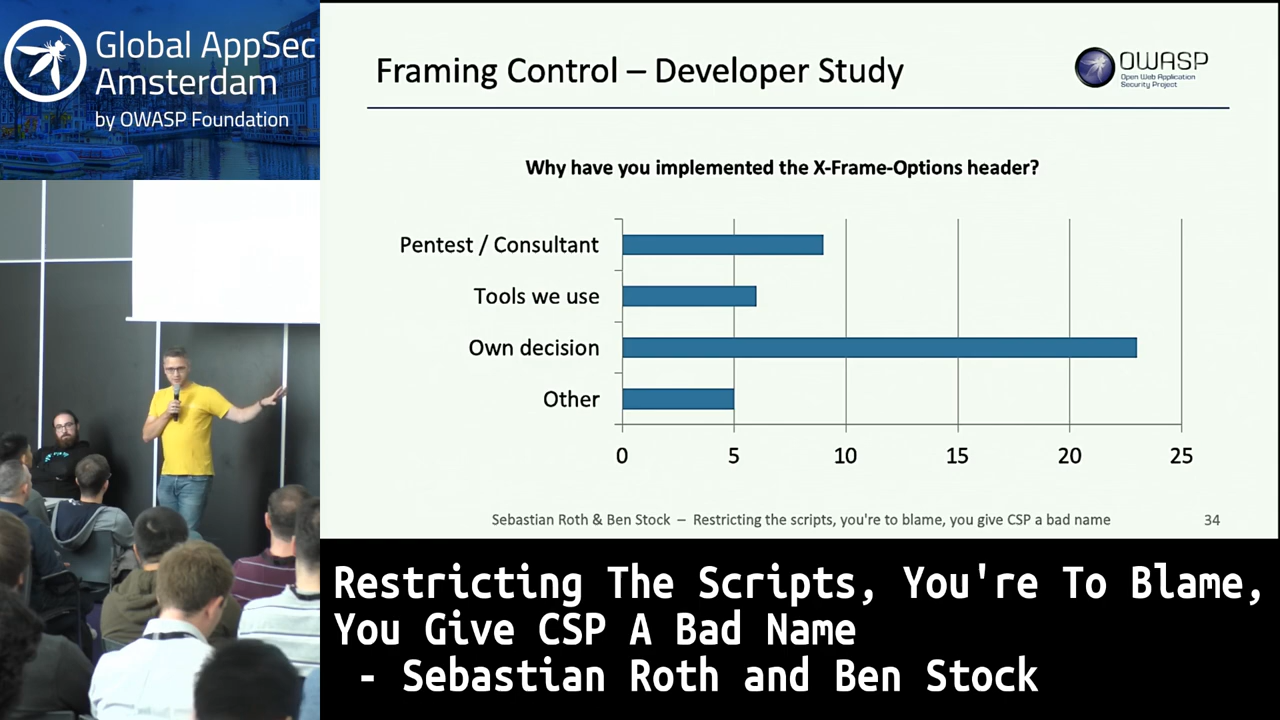 Global AppSec
Amsterdam
by OWASP Foundation
Framing Control – Developer Study
OWASP
Open Web Application
Security Project
Why have you implemented the X-Frame-Options header?
Pentest / Consultant
Tools we use
Own decision
Other
0 5 10 15 20 25
Sebastian Roth & Ben Stock – Restricting the scripts, you're to blame, you give CSP a bad name 34
Restricting The Scripts, You're To Blame,
You Give CSP A Bad Name
- Sebastian Roth and Ben Stock